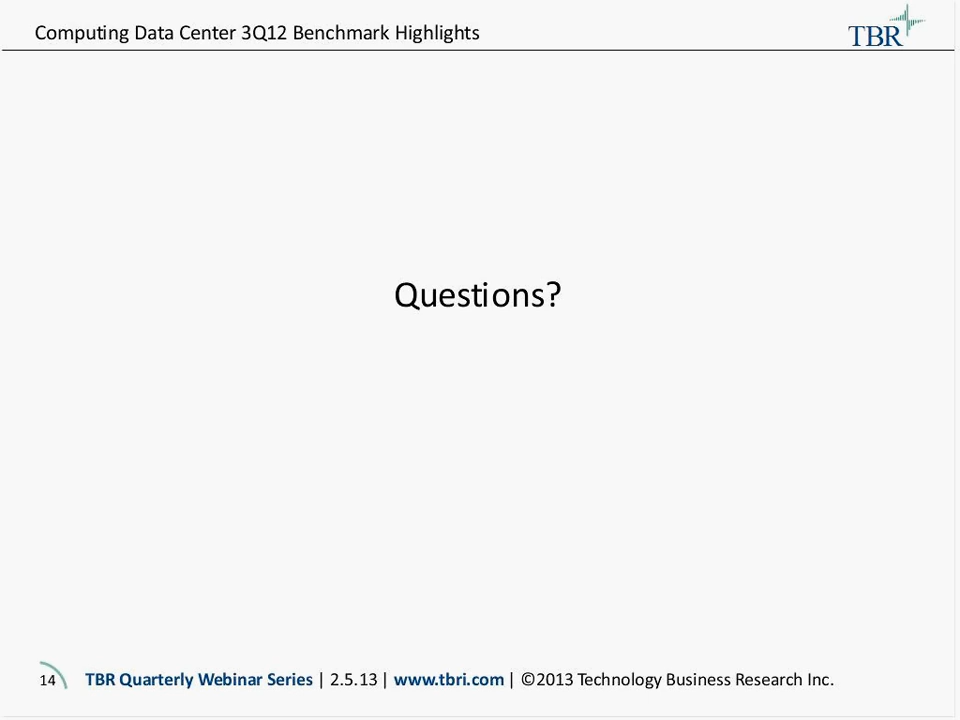 Computing Data Center 3Q12 Benchmark Highlights
TBR
Questions?
14
TBR Quarterly Webinar Series | 2.5.13 | www.tbri.com | ©2013 Technology Business Research Inc.